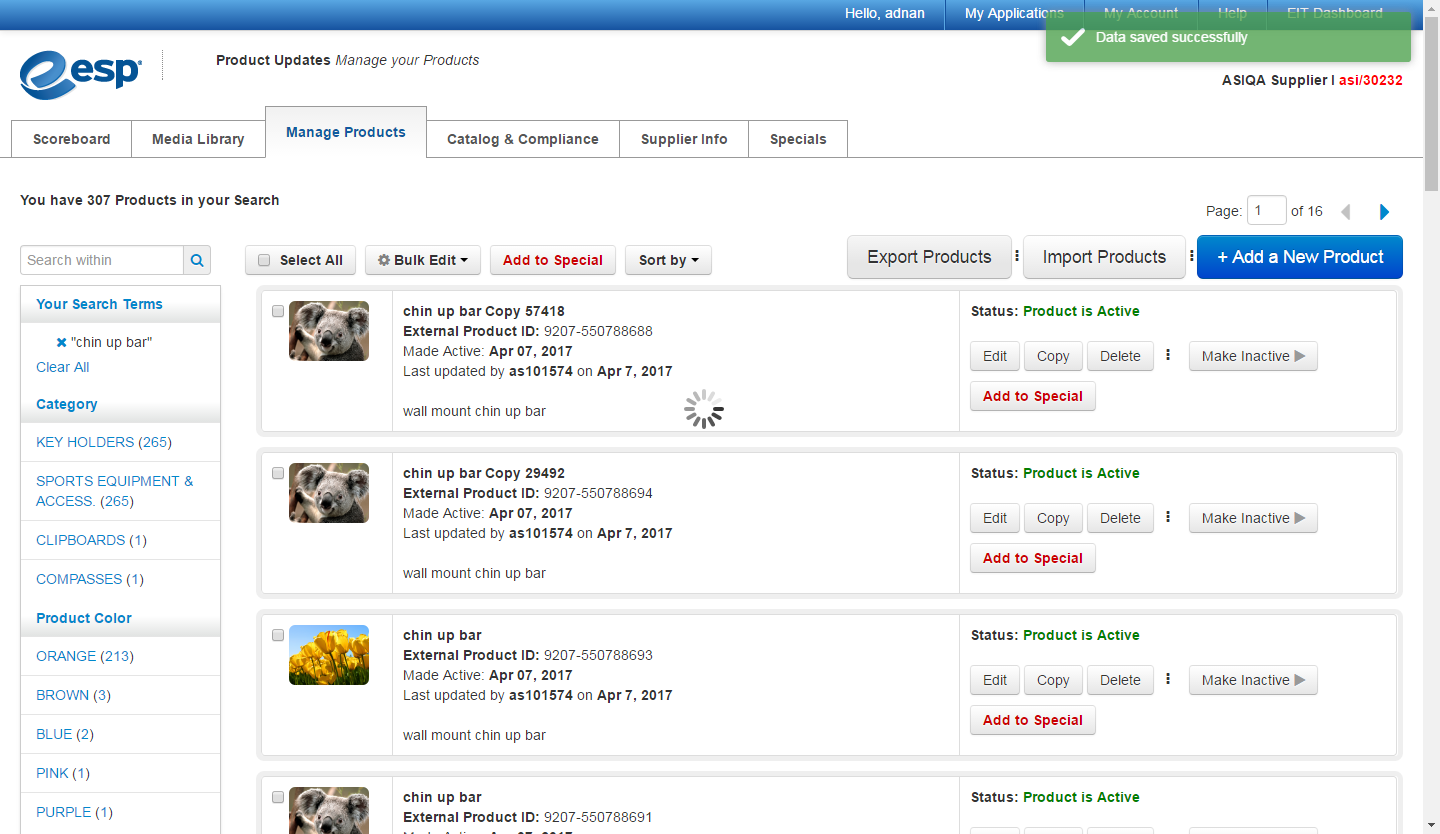 Hello, adnan
My Applications
My Account
Help
EIT Dashboard
Data saved successfully
esp
Product Updates Manage your Products
ASIQA Supplier | asi/30232
Scoreboard
Media Library
Manage Products
Catalog & Compliance
Supplier Info
Specials
You have 307 Products in your Search
Page: 1 of 16
Search within
Select All
Bulk Edit
Add to Special
Sort by
Export Products
Import Products
+ Add a New Product
Your Search Terms
"chin up bar"
Clear All
Category
KEY HOLDERS (265)
SPORTS EQUIPMENT &
ACCESS. (265)
CLIPBOARDS (1)
COMPASSES (1)
Product Color
ORANGE (213)
BROWN (3)
BLUE (2)
PINK (1)
PURPLE (1)
chin up bar Copy 57418
External Product ID: 9207-550788688
Made Active: Apr 07, 2017
Last updated by as101574 on Apr 7, 2017
wall mount chin up bar
Status: Product is Active
Edit
Copy
Delete
Make Inactive
Add to Special
chin up bar Copy 29492
External Product ID: 9207-550788694
Made Active: Apr 07, 2017
Last updated by as101574 on Apr 7, 2017
wall mount chin up bar
Status: Product is Active
Edit
Copy
Delete
Make Inactive
Add to Special
chin up bar
External Product ID: 9207-550788693
Made Active: Apr 07, 2017
Last updated by as101574 on Apr 7, 2017
wall mount chin up bar
Status: Product is Active
Edit
Copy
Delete
Make Inactive
Add to Special
chin up bar
External Product ID: 9207-550788691
Status: Product is Active